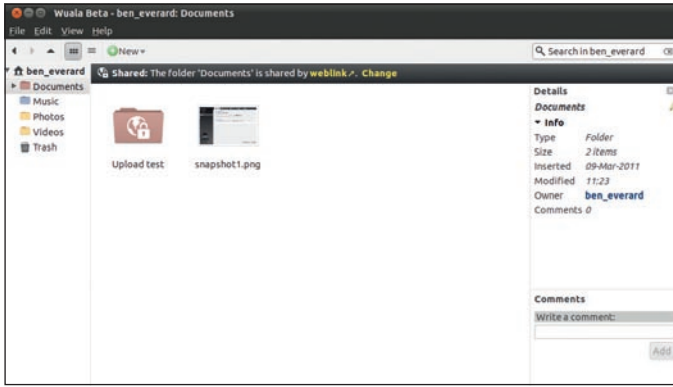 Wuala Beta - ben_everard: Documents
File Edit View Help
New
Search in ben_everard
ben_everard
Documents
Music
Photos
Videos
Trash
Shared: The folder 'Documents' is shared by weblink. Change
Upload test
snapshot1.png
Details
Documents
Info
Type Folder
Size 2 items
Inserted 09-Mar-2011
Modified 11:23
Owner ben_everard
Comments 0
Comments
Write a comment:
Add